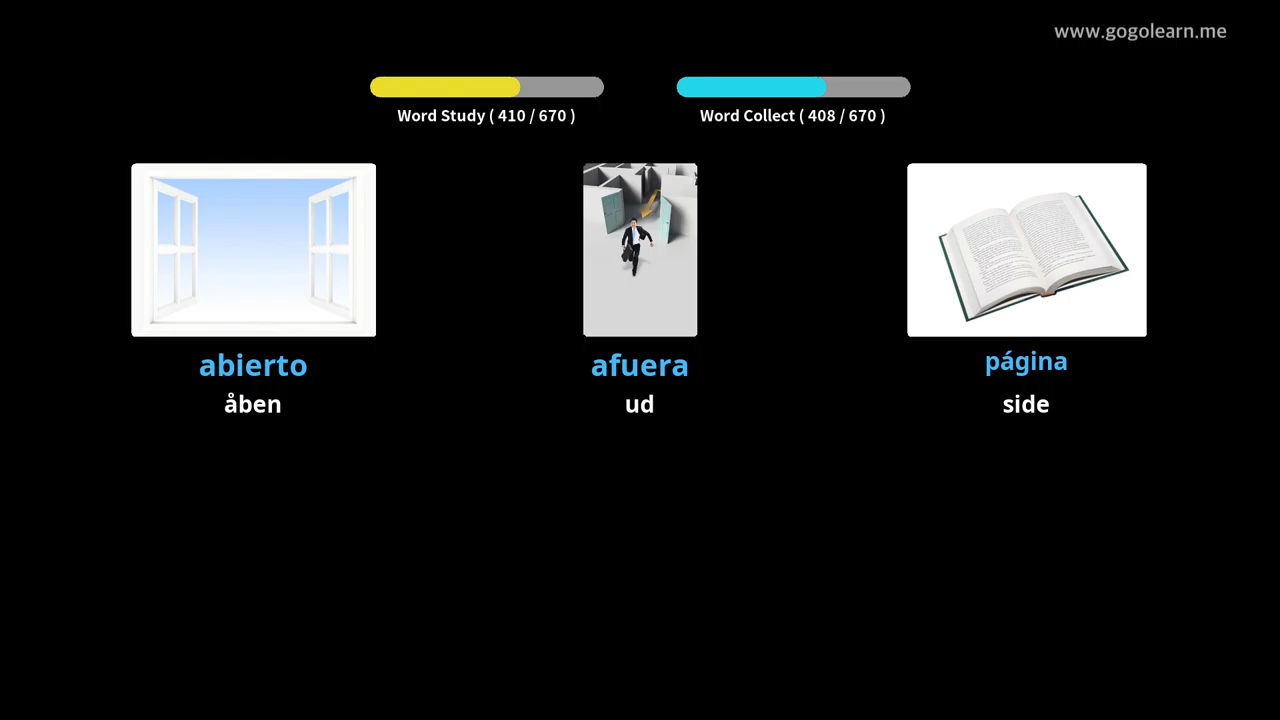 www.gogolearn.me
Word Study ( 410 / 670 )
Word Collect ( 408 / 670 )
abierto
afuera
página
åben
ud
side